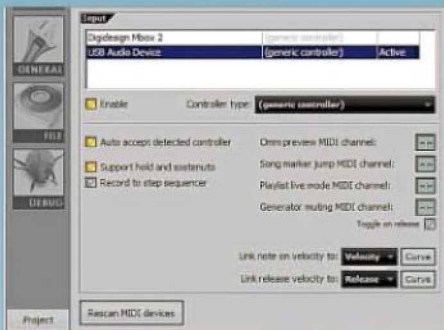 Input
Digidesign Mbox 2 (generic controller)
USB Audio Device (generic controller) Active
Enable Controller type: (generic controller)
GENERAL
Auto accept detected controller Omni preview MIDI channel: --
Support hold and sostenuto Song marker jump MIDI channel: --
FILE
Record to step sequencer Playlist live mode MIDI channel: --
Generator muting MIDI channel: --
DEBUG
Toggle on release
Link note on velocity to: Velocity Curve
Link release velocity to: Release Curve
Rescan MIDI devices
Project